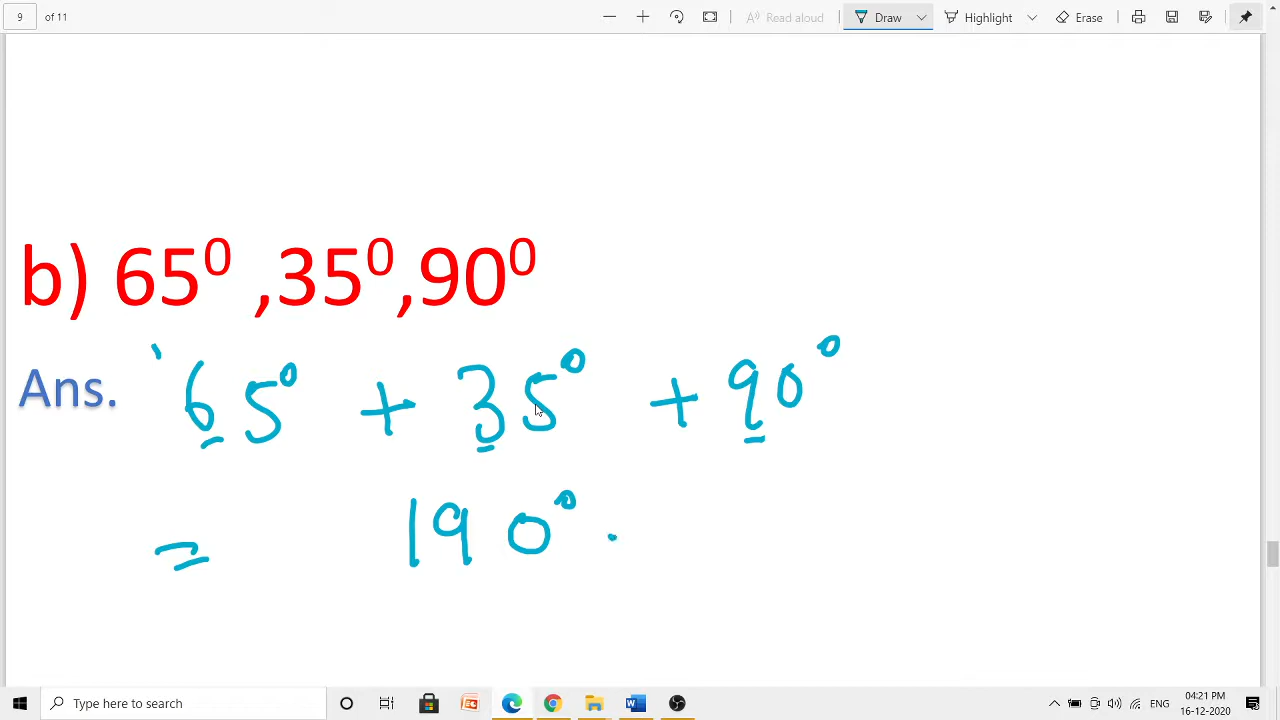 9 of 11 Read aloud Draw Highlight Erase
b) 65⁰ ,35⁰,90⁰
Ans. 65° + 35° + 90°
= 190° .
Type here to search ENG 04:21 PM
16-12-2020